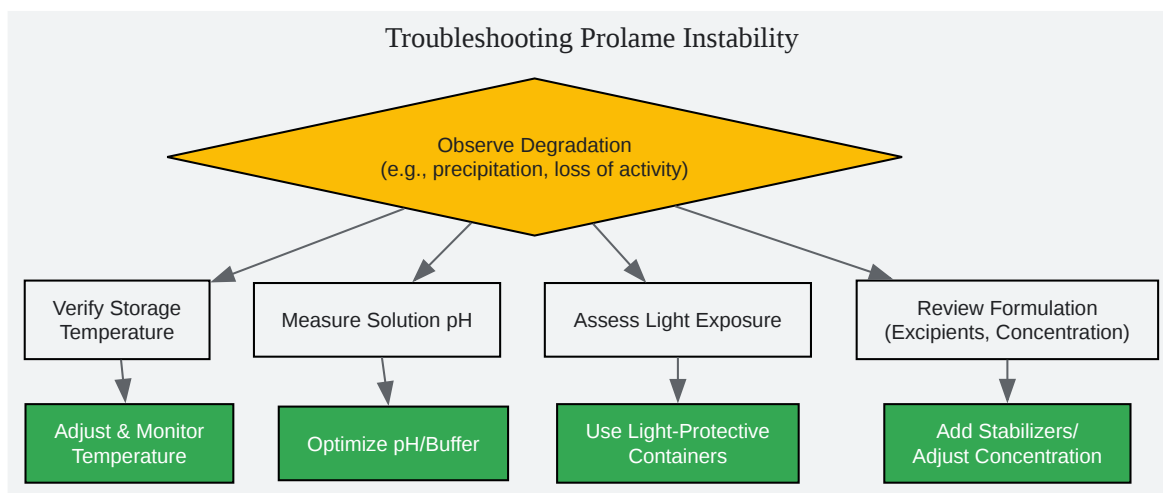 Troubleshooting Prolame Instability
Observe Degradation
(e.g., precipitation, loss of activity)
Verify Storage
Temperature
Measure Solution pH
Assess Light Exposure
Review Formulation
(Excipients, Concentration)
Adjust & Monitor
Temperature
Optimize pH/Buffer
Use Light-Protective
Containers
Add Stabilizers/
Adjust Concentration